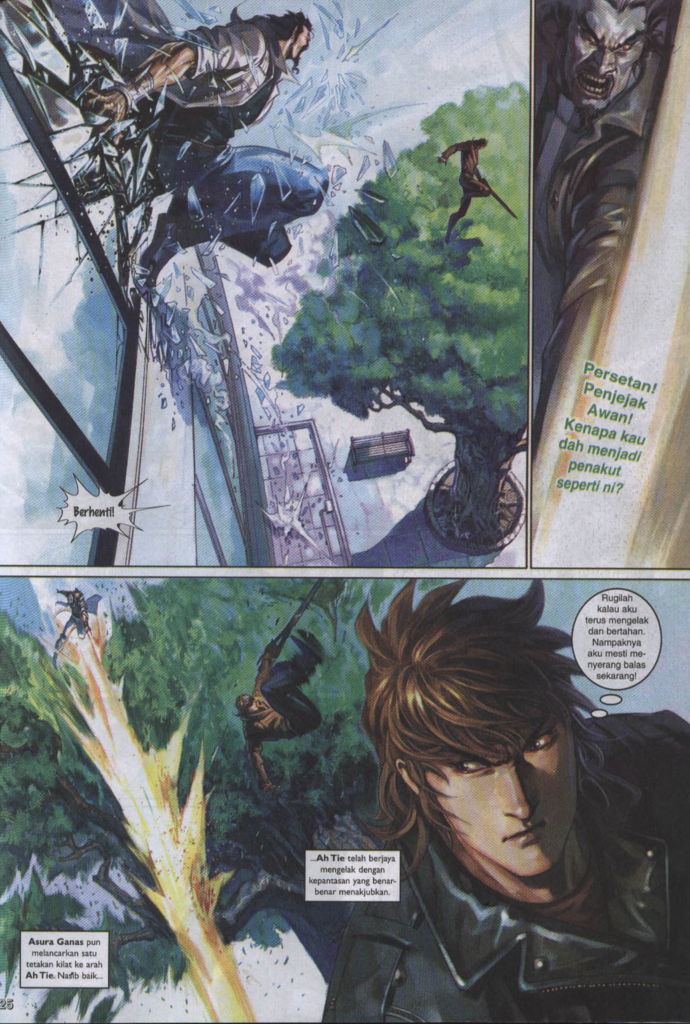 Berhenti!
Persetan!
Penjejak
Awan!
Kenapa kau
dah menjadi
penakut
seperti ni?
Rugilah
kalau aku
terus mengelak
dan bertahan.
Nampaknya
aku mesti me-
nyerang balas
sekarang!
Asura Ganas pun
melancarkan satu
tetakan kilat ke arah
Ah Tie. Nasib baik...
...Ah Tie telah berjaya
mengelak dengan
kepantasan yang benar-
benar menakjubkan.
25